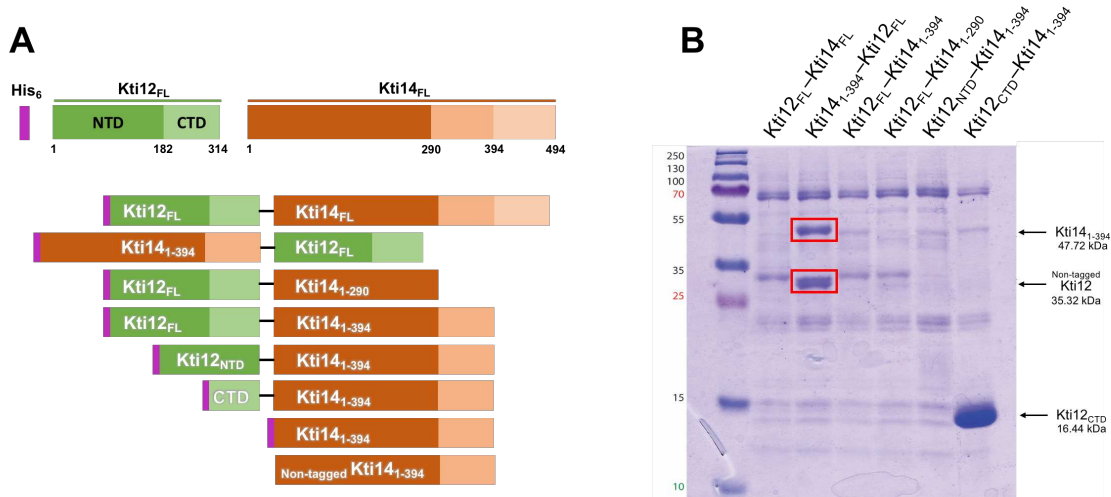 A
His6
Kti12FL
Kti14FL
NTD
CTD
1
182
314
1
290
394
494
Kti12FL
Kti14FL
Kti141-394
Kti12FL
Kti12FL
Kti141-290
Kti12FL
Kti141-394
Kti12NTD
Kti141-394
CTD
Kti141-394
Kti141-394
Non-tagged Kti141-394
B
Kti12FL–Kti14FL
Kti141-394–Kti12FL
Kti12FL–Kti141-394
Kti12FL–Kti141-290
Kti12NTD–Kti141-394
Kti12CTD–Kti141-394
250
130
100
70
55
35
25
15
10
Kti141-394
47.72 kDa
Non-tagged
Kti12
35.32 kDa
Kti12CTD
16.44 kDa